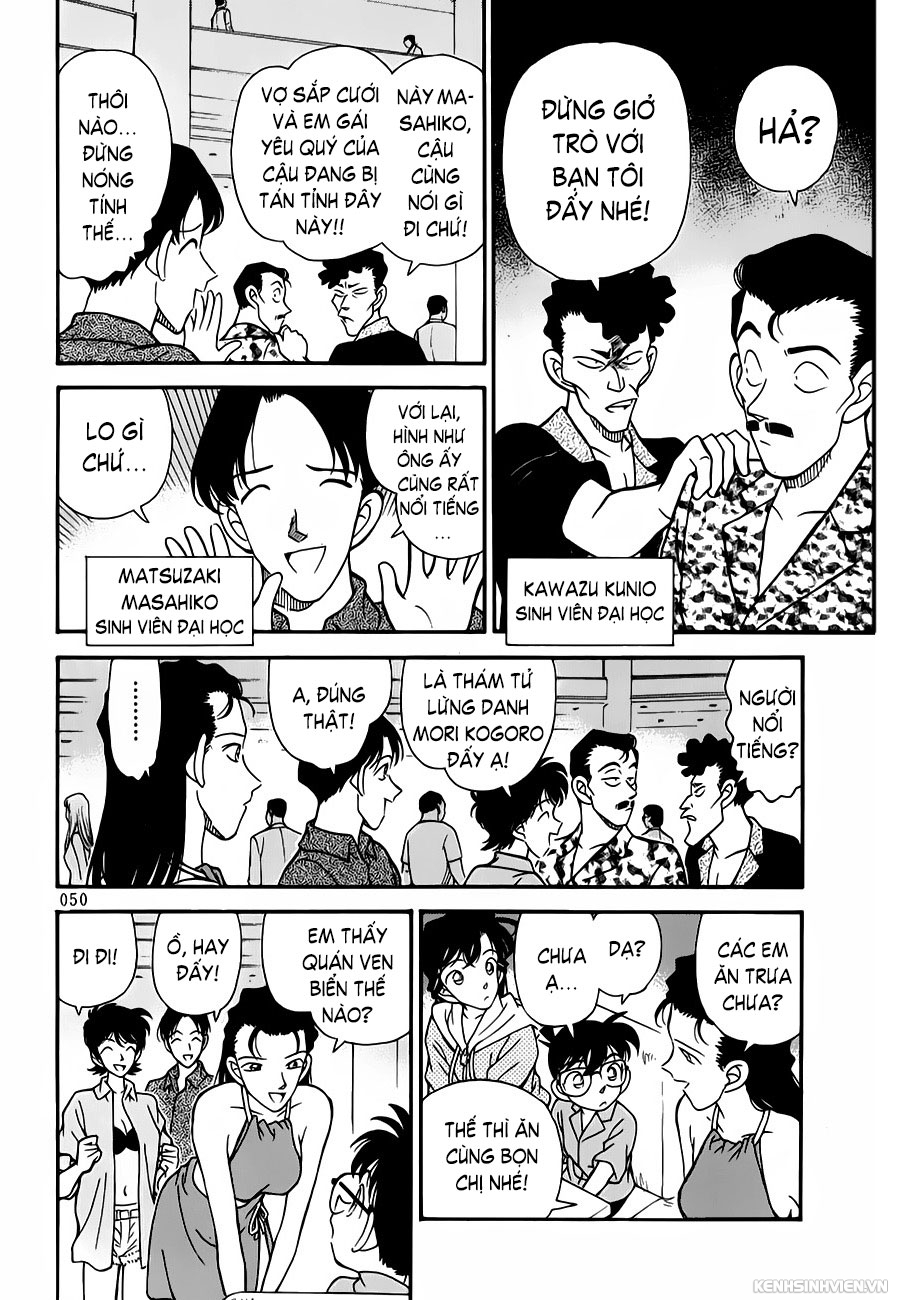 HẢ?
ĐỪNG GIỞ
TRÒ VỚI
BẠN TÔI
ĐẤY NHÉ!
KAWAZU KUNIO
SINH VIÊN ĐẠI HỌC
NÀY MA-
SAHIKO,
CẬU
CŨNG
NÓI GÌ
ĐI CHỨ!
VỢ SẮP CƯỚI
VÀ EM GÁI
YÊU QUÝ CỦA
CẬU ĐANG BỊ
TÁN TỈNH ĐÂY
NÀY!!
THÔI
NÀO...
ĐỪNG
NÓNG
TÍNH
THẾ...
VỚI LẠI,
HÌNH NHƯ
ÔNG ẤY
CŨNG RẤT
NỔI TIẾNG
...
LO GÌ
CHỨ...
MATSUZAKI
MASAHIKO
SINH VIÊN ĐẠI HỌC
NGƯỜI
NỔI
TIẾNG?
LÀ THÁM TỬ
LỪNG DANH
MORI KOGORO
ĐẤY Ạ!
A, ĐÚNG
THẬT!
.........
050
CÁC EM
ĂN TRƯA
CHƯA?
DẠ?
CHƯA
Ạ...
THẾ THÌ ĂN
CÙNG BỌN
CHỊ NHÉ!
EM THẤY
QUÁN VEN
BIỂN THẾ
NÀO?
Ồ, HAY
ĐẤY!
ĐI ĐI!
KENHSINHVIEN.VN